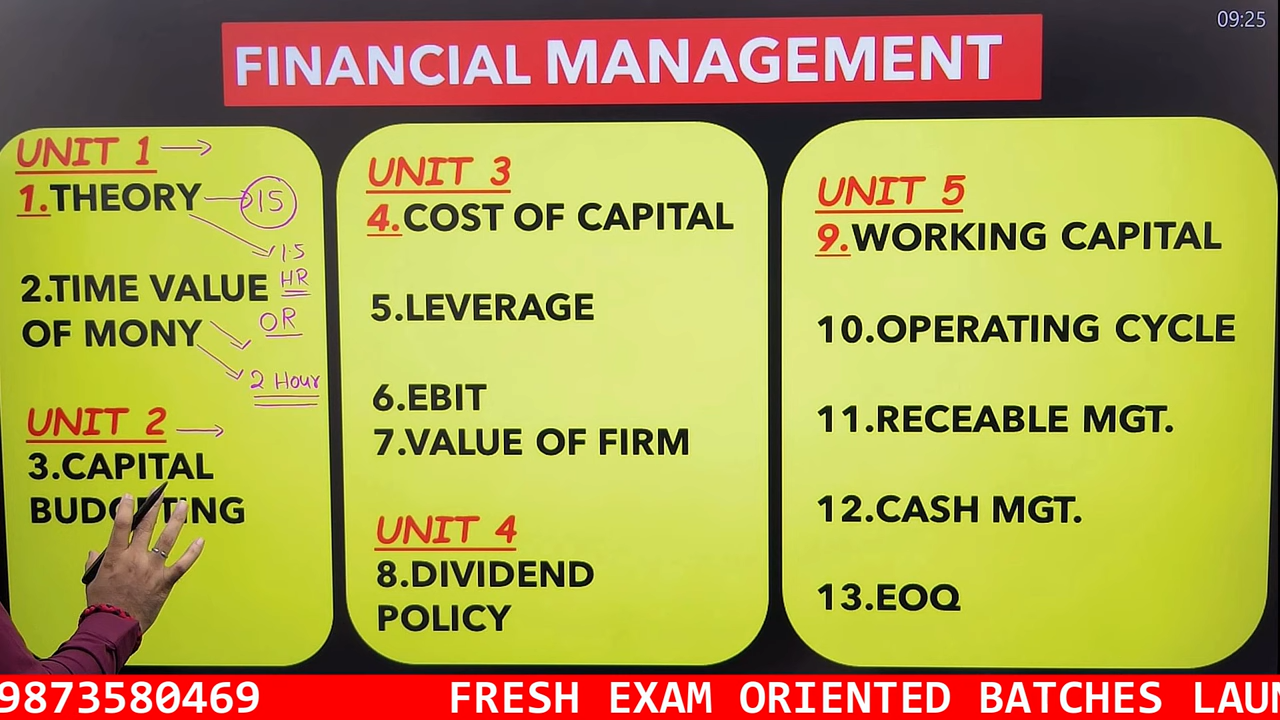 09:25
FINANCIAL MANAGEMENT
UNIT 1
1.THEORY 15
1.5
HR
2.TIME VALUE
OF MONY
OR
2 Hour
UNIT 2
3.CAPITAL
BUDGETING
UNIT 3
4.COST OF CAPITAL
5.LEVERAGE
6.EBIT
7.VALUE OF FIRM
UNIT 4
8.DIVIDEND
POLICY
UNIT 5
9.WORKING CAPITAL
10.OPERATING CYCLE
11.RECEABLE MGT.
12.CASH MGT.
13.EOQ
9873580469 FRESH EXAM ORIENTED BATCHES LAUN